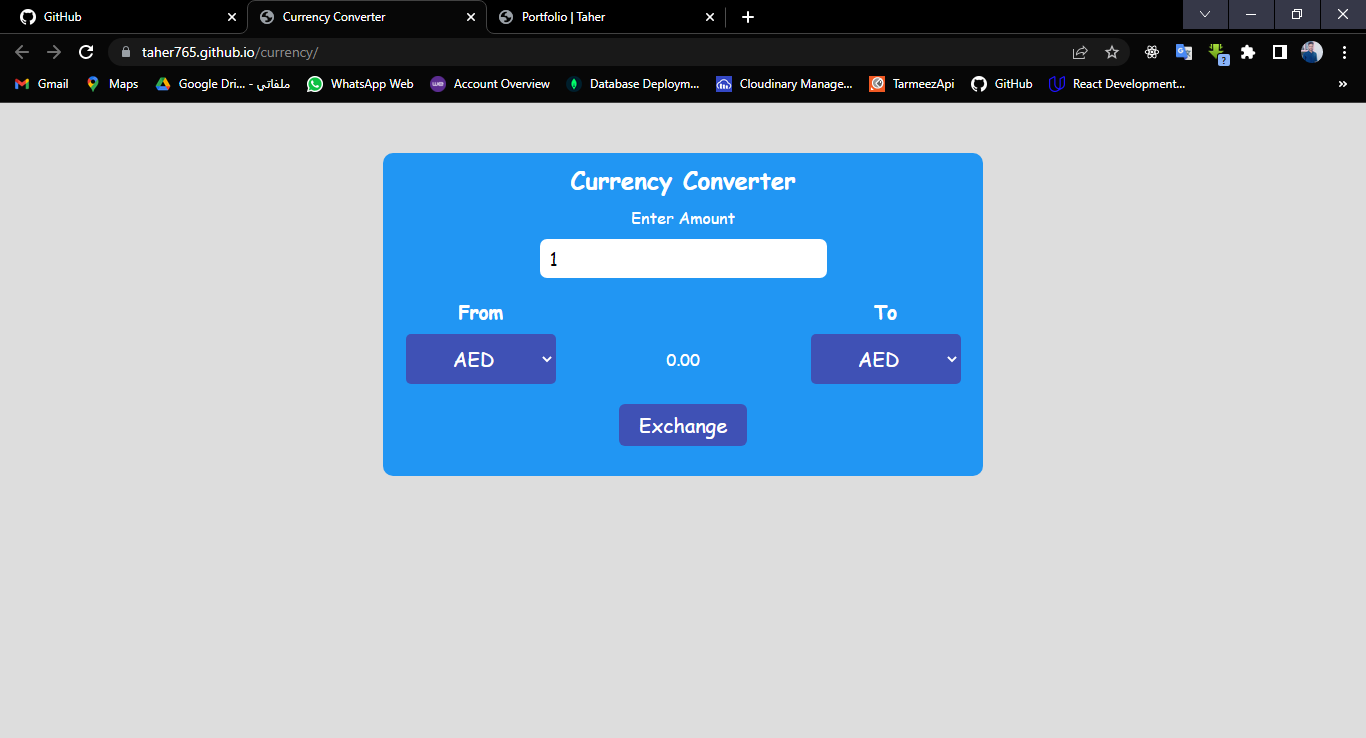 GitHub
Currency Converter
Portfolio | Taher
taher765.github.io/currency/
Gmail
Maps
Google Dri... - ملفاتي
WhatsApp Web
Account Overview
Database Deploym...
Cloudinary Manage...
TarmeezApi
GitHub
React Development...
»
Currency Converter
Enter Amount
1
From
To
AED
0.00
AED
Exchange